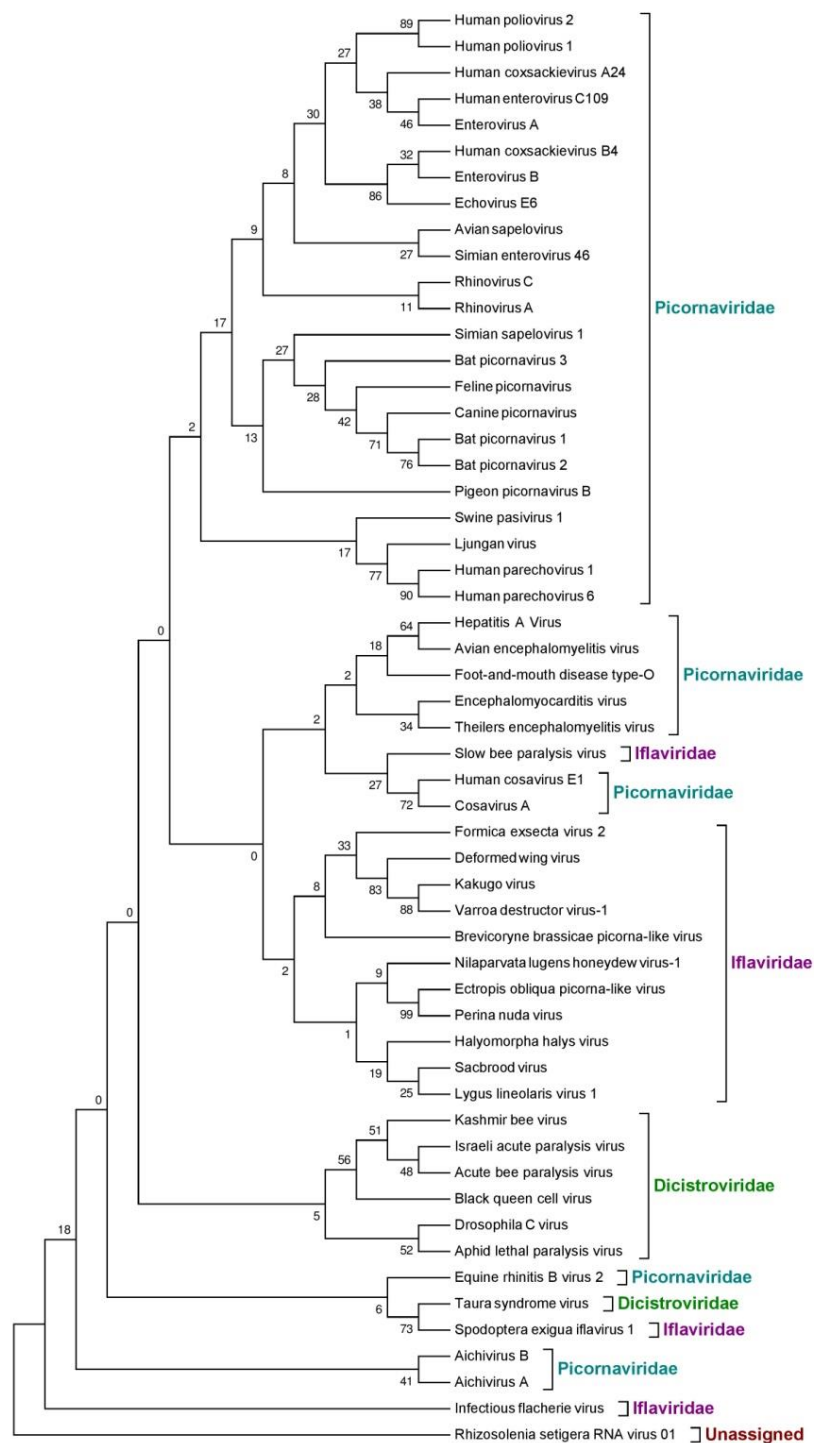 Human poliovirus 2
89
Human poliovirus 1
27
Human coxsackievirus A24
38
Human enterovirus C109
46
Enterovirus A
30
Human coxsackievirus B4
32
Enterovirus B
86
Echovirus E6
8
Avian sapelovirus
27
Simian enterovirus 46
9
Rhinovirus C
11
Rhinovirus A
Picornaviridae
17
Simian sapelovirus 1
27
Bat picornavirus 3
28
Feline picornavirus
42
Canine picornavirus
71
Bat picornavirus 1
76
Bat picornavirus 2
13
Pigeon picornavirus B
2
Swine pasivirus 1
17
Ljungan virus
77
Human parechovirus 1
90
Human parechovirus 6
0
Hepatitis A Virus
64
Avian encephalomyelitis virus
18
Foot-and-mouth disease type-O
Picornaviridae
2
Encephalomyocarditis virus
34
Theilers encephalomyelitis virus
2
Slow bee paralysis virus
Iflaviridae
27
Human cosavirus E1
72
Cosavirus A
Picornaviridae
0
Formica exsecta virus 2
33
Deformed wing virus
83
Kakugo virus
88
Varroa destructor virus-1
8
Brevicoryne brassicae picorna-like virus
2
Nilaparvata lugens honeydew virus-1
Iflaviridae
9
Ectropis obliqua picorna-like virus
99
Perina nuda virus
1
Halyomorpha halys virus
19
Sacbrood virus
25
Lygus lineolaris virus 1
0
Kashmir bee virus
51
Israeli acute paralysis virus
48
Acute bee paralysis virus
56
Black queen cell virus
Dicistroviridae
5
Drosophila C virus
52
Aphid lethal paralysis virus
0
Equine rhinitis B virus 2
Picornaviridae
6
Taura syndrome virus
Dicistroviridae
73
Spodoptera exigua iflavirus 1
Iflaviridae
18
Aichivirus B
41
Aichivirus A
Picornaviridae
Infectious flacherie virus
Iflaviridae
Rhizosolenia setigera RNA virus 01
Unassigned